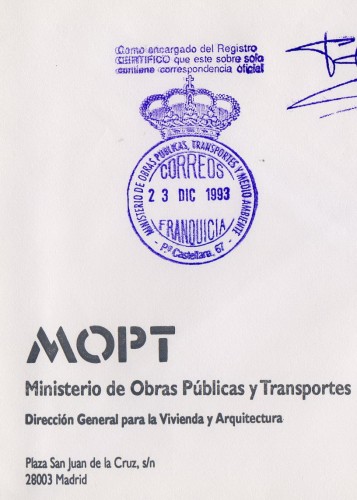 Como encargado del Registro
CERTIFICO que este sobre solo
contiene correspondencia oficial
MINISTERIO DE OBRAS PUBLICAS, TRANSPORTES Y MEDIO AMBIENTE
CORREOS
23 DIC 1993
FRANQUICIA
- Pº Castellana, 67 -
MOPT
Ministerio de Obras Públicas y Transportes
Dirección General para la Vivienda y Arquitectura
Plaza San Juan de la Cruz, s/n
28003 Madrid